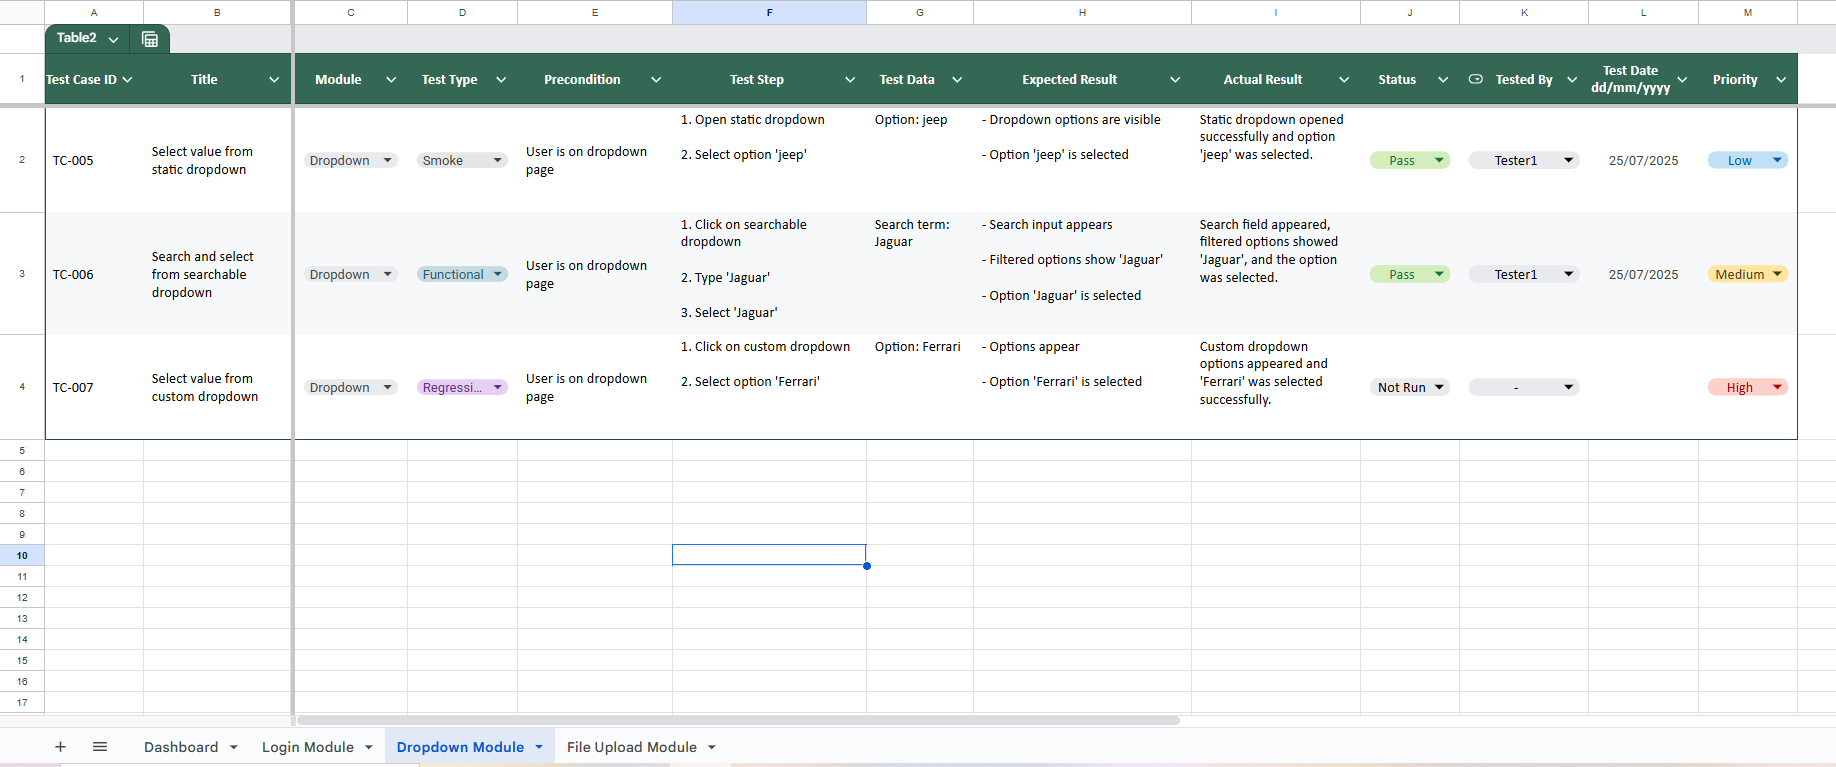 A B C D E F G H I J K L M
Table2
1 Test Case ID Title Module Test Type Precondition Test Step Test Data Expected Result Actual Result Status Tested By Test Date Priority
dd/mm/yyyy
2
TC-005
Select value from
static dropdown
Dropdown
Smoke
User is on dropdown
page
1. Open static dropdown
2. Select option 'jeep'
Option: jeep
- Dropdown options are visible
- Option 'jeep' is selected
Static dropdown opened
successfully and option
'jeep' was selected.
Pass
Tester1
25/07/2025
Low
3
TC-006
Search and select
from searchable
dropdown
Dropdown
Functional
User is on dropdown
page
1. Click on searchable
dropdown
2. Type 'Jaguar'
3. Select 'Jaguar'
Search term:
Jaguar
- Search input appears
- Filtered options show 'Jaguar'
- Option 'Jaguar' is selected
Search field appeared,
filtered options showed
'Jaguar', and the option
was selected.
Pass
Tester1
25/07/2025
Medium
4
TC-007
Select value from
custom dropdown
Dropdown
Regressi...
User is on dropdown
page
1. Click on custom dropdown
2. Select option 'Ferrari'
Option: Ferrari
- Options appear
- Option 'Ferrari' is selected
Custom dropdown
options appeared and
'Ferrari' was selected
successfully.
Not Run
-
High
5
6
7
8
9
10
11
12
13
14
15
16
17
Dashboard Login Module Dropdown Module File Upload Module